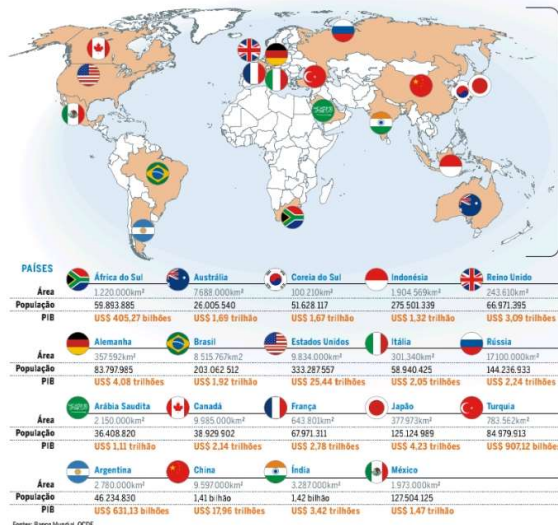 PAÍSES
África do Sul Austrália Coreia do Sul Indonésia Reino Unido
Área 1.220.000km² 7.688.000km² 100.210km² 1.904.569km² 243.610km²
População 59.893.885 26.005.540 51.628.117 275.501.339 66.971.395
PIB US$ 405,27 bilhões US$ 1,69 trilhão US$ 1,67 trilhão US$ 1,32 trilhão US$ 3,09 trilhões
Alemanha Brasil Estados Unidos Itália Rússia
Área 357.592km² 8.515.767km2 9.834.000km² 301.340km² 17.100.000km²
População 83.797.985 203.062.512 333.287.557 58.940.425 144.236.933
PIB US$ 4,08 trilhões US$ 1,92 trilhão US$ 25,44 trilhões US$ 2,05 trilhões US$ 2,24 trilhões
Arábia Saudita Canadá França Japão Turquia
Área 2.150.000km² 9.985.000km² 643.801km² 377.973km² 783.562km²
População 36.408.820 38.929.902 67.971.311 125.124.989 84.979.913
PIB US$ 1,11 trilhão US$ 2,14 trilhões US$ 2,78 trilhões US$ 4,23 trilhões US$ 907,12 bilhões
Argentina China Índia México
Área 2.780.000km² 9.597.000km² 3.287.000km² 1.973.000km²
População 46.234.830 1,41 bilhão 1,42 bilhão 127.504.125
PIB US$ 631,13 bilhões US$ 17,96 trilhões US$ 3,42 trilhões US$ 1,47 trilhão
Fontes: Banco Mundial, OCDE